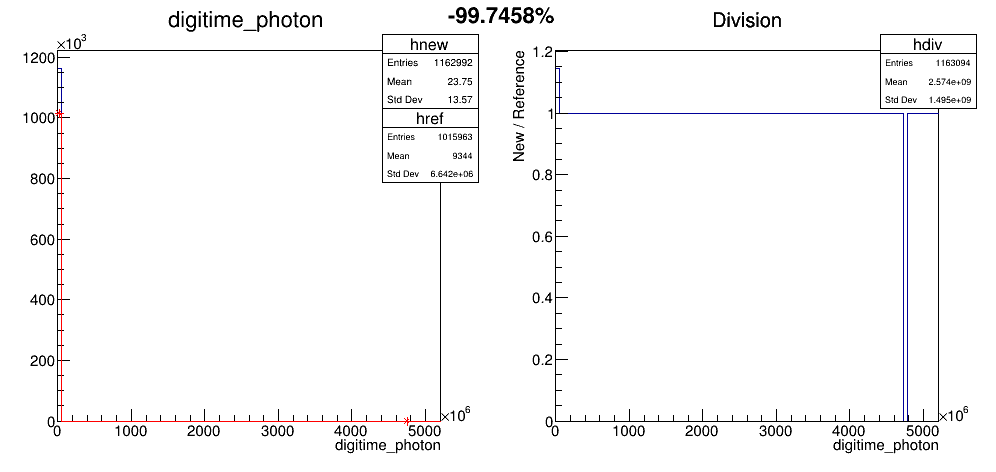 -99.7458%
digitime_photon
×10³
1200
1000
800
600
400
200
0
0 1000 2000 3000 4000 5000
×10⁶
digitime_photon
hnew
Entries 1162992
Mean 23.75
Std Dev 13.57
href
Entries 1015963
Mean 9344
Std Dev 6.642e+06
Division
New / Reference
1.2
1
0.8
0.6
0.4
0.2
0
0 1000 2000 3000 4000 5000
×10⁶
digitime_photon
hdiv
Entries 1163094
Mean 2.574e+09
Std Dev 1.495e+09